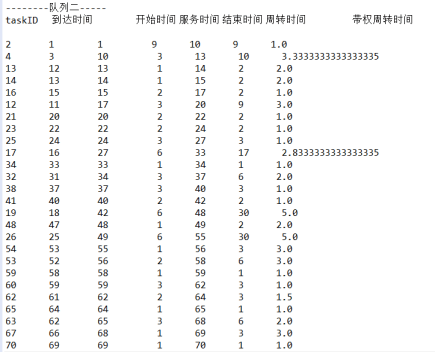 --------队列二-----
taskID 到达时间 开始时间 服务时间 结束时间 周转时间 带权周转时间
2 1 1 9 10 9 1.0
4 3 10 3 13 10 3.3333333333333335
13 12 13 1 14 2 2.0
14 13 14 1 15 2 2.0
16 15 15 2 17 2 1.0
12 11 17 3 20 9 3.0
21 20 20 2 22 2 1.0
23 22 22 2 24 2 1.0
25 24 24 3 27 3 1.0
17 16 27 6 33 17 2.8333333333333335
34 33 33 1 34 1 1.0
32 31 34 3 37 6 2.0
38 37 37 3 40 3 1.0
41 40 40 2 42 2 1.0
19 18 42 6 48 30 5.0
48 47 48 1 49 2 2.0
26 25 49 6 55 30 5.0
54 53 55 1 56 3 3.0
53 52 56 2 58 6 3.0
59 58 58 1 59 1 1.0
60 59 59 3 62 3 1.0
62 61 62 2 64 3 1.5
65 64 64 1 65 1 1.0
63 62 65 3 68 6 2.0
67 66 68 1 69 3 3.0
70 69 69 1 70 1 1.0